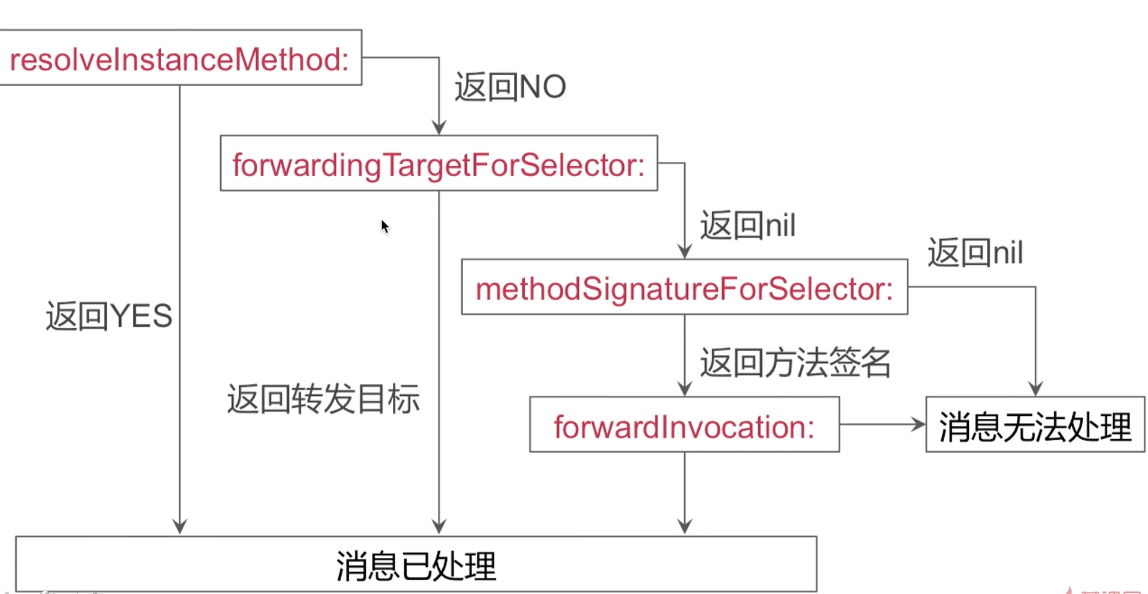 resolveInstanceMethod:
返回NO
forwardingTargetForSelector:
返回nil
返回nil
methodSignatureForSelector:
返回YES
返回方法签名
返回转发目标
forwardInvocation:
消息无法处理
消息已处理